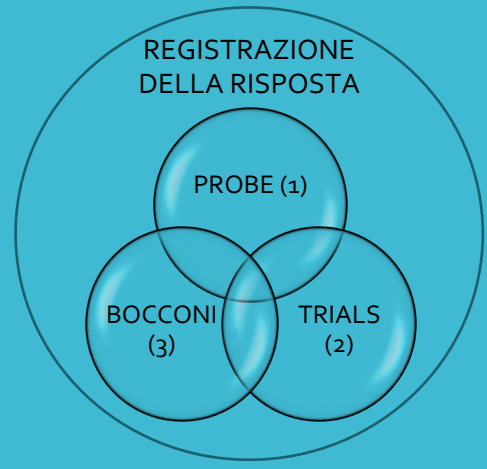 REGISTRAZIONE
DELLA RISPOSTA
PROBE (1)
BOCCONI
(3)
TRIALS
(2)